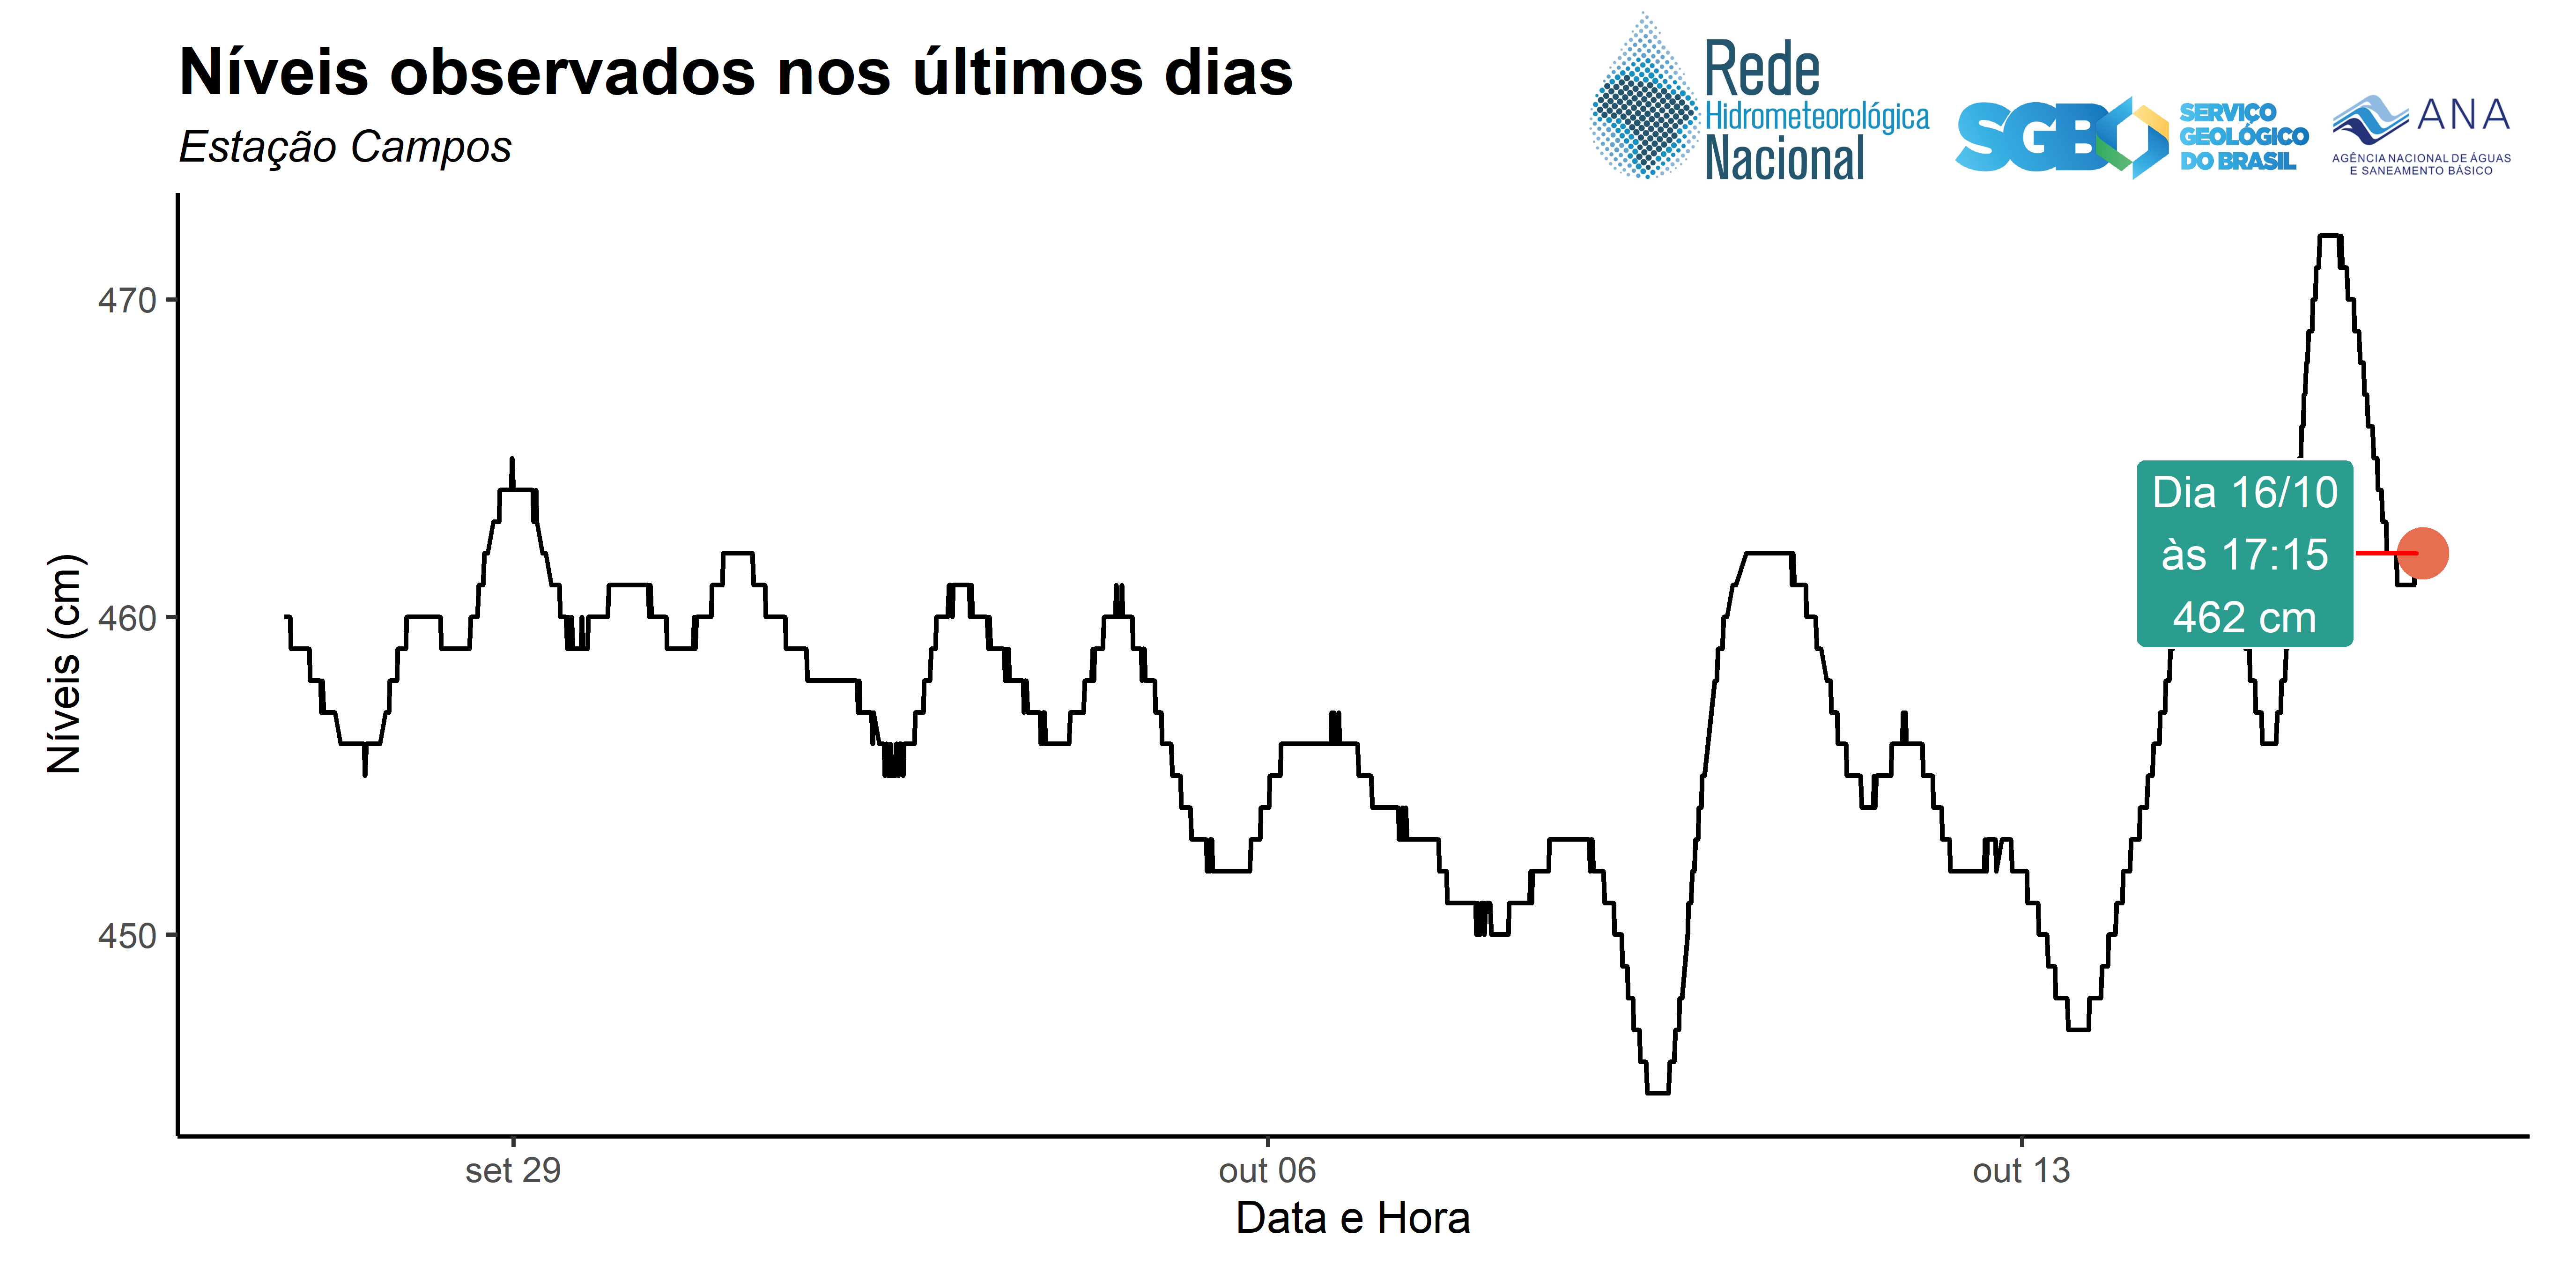 Níveis observados nos últimos dias
Estação Campos
Rede
Hidrometeorológica
Nacional
SGB
SERVIÇO
GEOLÓGICO
DO BRASIL
ANA
AGÊNCIA NACIONAL DE ÁGUAS
E SANEAMENTO BÁSICO
Níveis (cm)
470
460
450
Dia 16/10
às 17:15
462 cm
set 29
out 06
out 13
Data e Hora